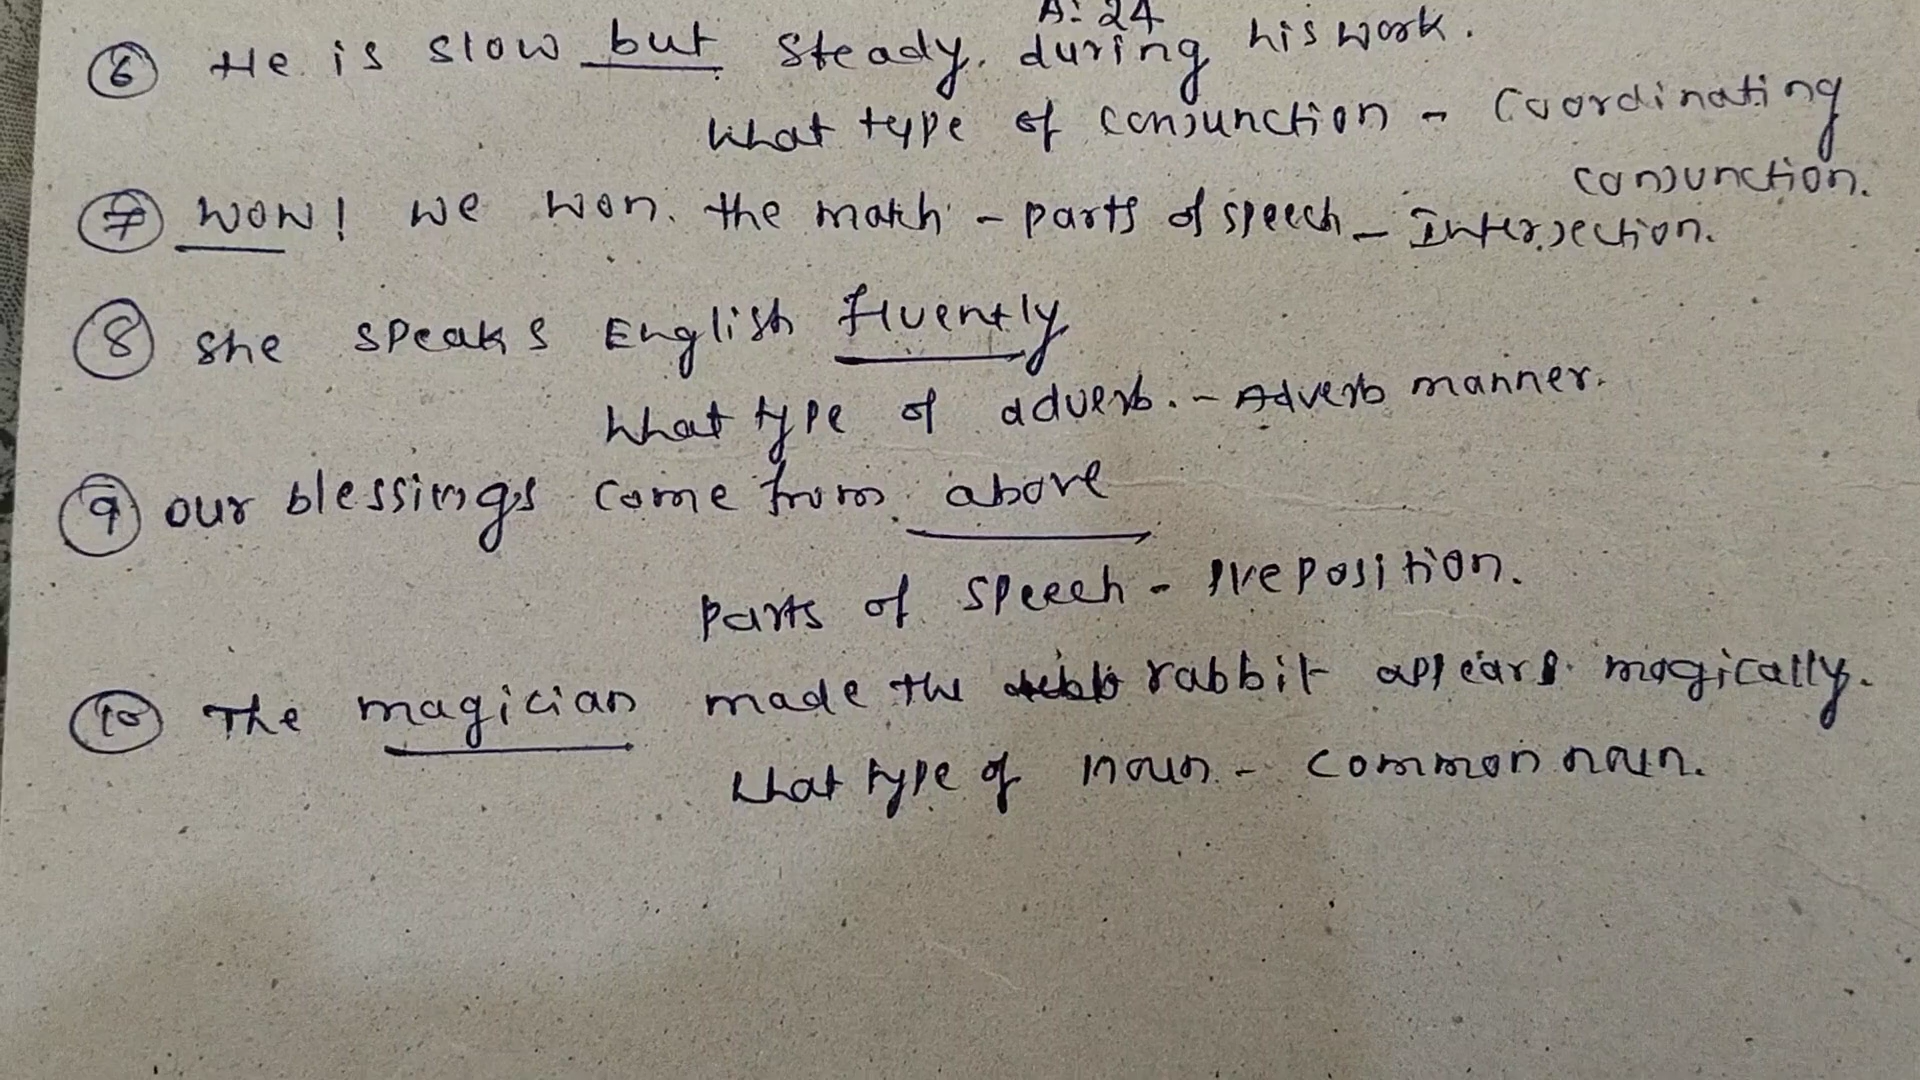 A: 24
6 He is slow but steady. during his work.
What type of conjunction - Coordinating
conjunction.
7 Wow! We won. the match - parts of speech - Interjection.
8 She speaks English fluently
What type of adverb. - Adverb manner.
9 our blessings come from above
parts of speech - Preposition.
10 The magician made the rabbit appears magically.
What type of noun - common noun.